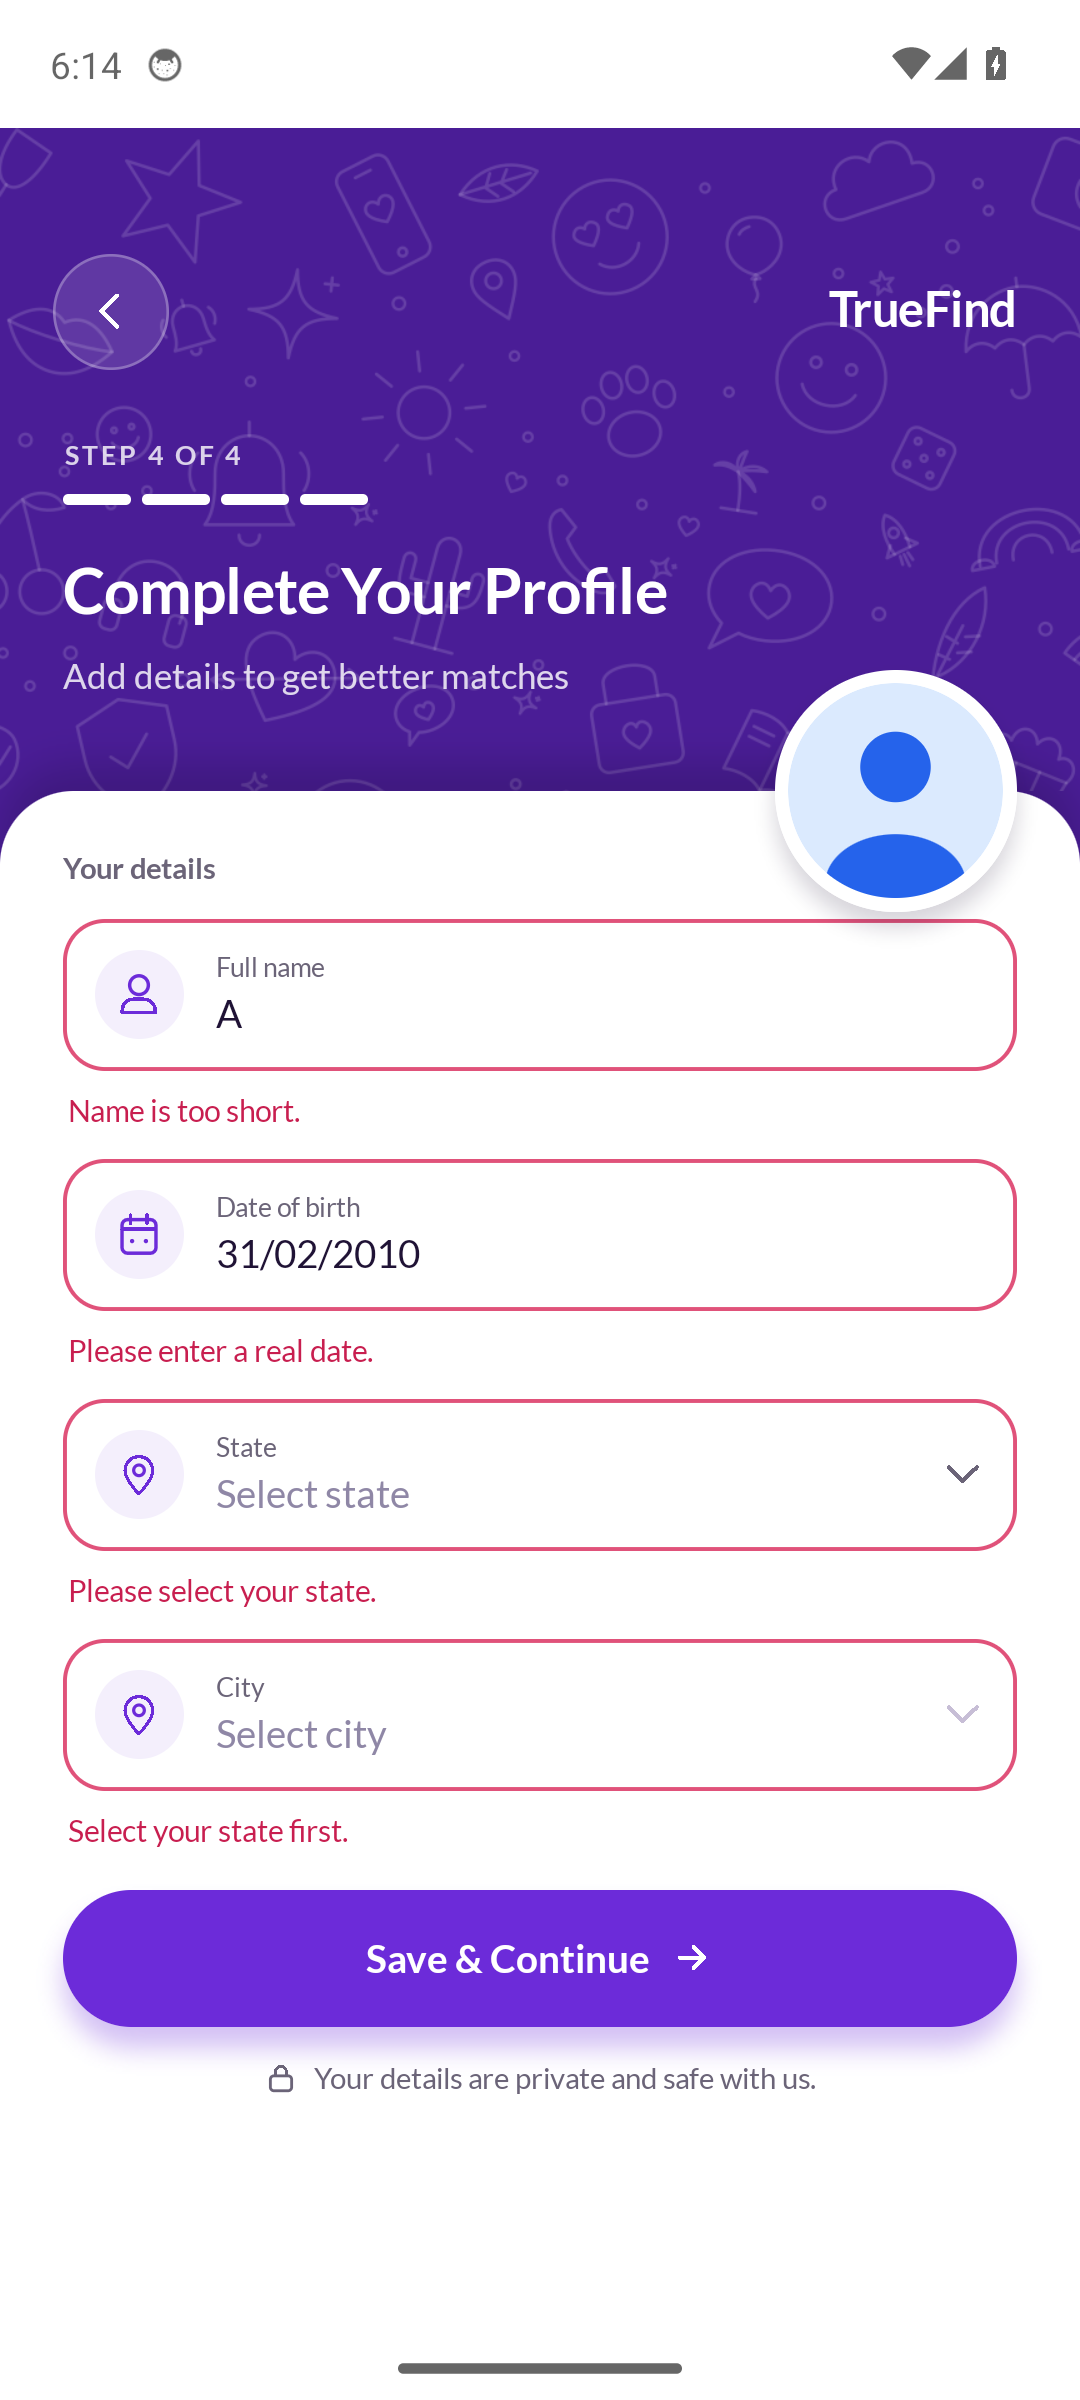 6:14
TrueFind
STEP 4 OF 4
Complete Your Profile
Add details to get better matches
Your details
Full name
A
Name is too short.
Date of birth
31/02/2010
Please enter a real date.
State
Select state
Please select your state.
City
Select city
Select your state first.
Save & Continue
Your details are private and safe with us.